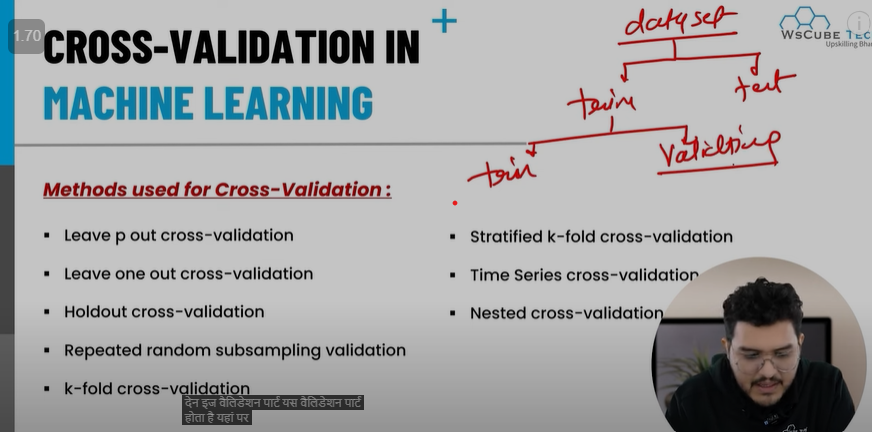 1.70
CROSS-VALIDATION IN
MACHINE LEARNING
dataset
WsCube TEC
Upskilling Bha
train
test
train
Validting
Methods used for Cross-Validation :
▪ Leave p out cross-validation
▪ Leave one out cross-validation
▪ Holdout cross-validation
▪ Repeated random subsampling validation
▪ k-fold cross-validation
▪ Stratified k-fold cross-validation
▪ Time Series cross-validation
▪ Nested cross-validation
देन इज वैलिडेशन पार्ट यस वैलिडेशन पार्ट
होता है यहां पर